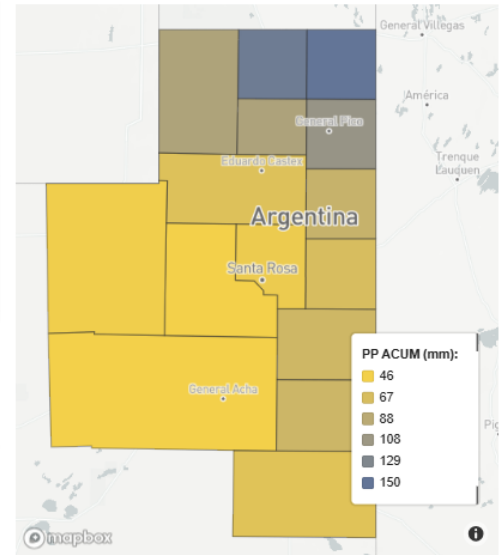 General Villegas
América
General Pico
Trenque
Lauquen
Eduardo Castex
Argentina
Santa Rosa
PP ACUM (mm):
46
67
88
108
129
150
General Acha
mapbox